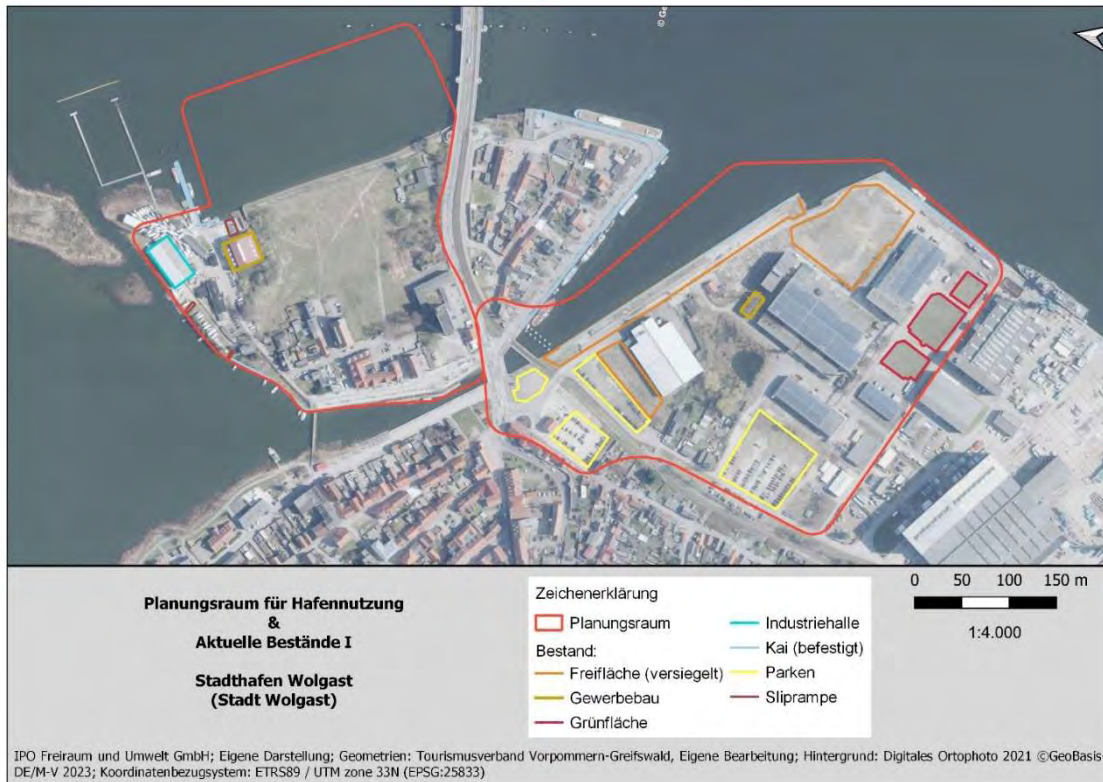 © Ge
Planungsraum für Hafennutzung
&
Aktuelle Bestände I
Stadthafen Wolgast
(Stadt Wolgast)
Zeichenerklärung
Planungsraum
Bestand:
Freifläche (versiegelt)
Gewerbebau
Grünfläche
Industriehalle
Kai (befestigt)
Parken
Sliprampe
0 50 100 150 m
1:4.000
IPO Freiraum und Umwelt GmbH; Eigene Darstellung; Geometrien: Tourismusverband Vorpommern-Greifswald, Eigene Bearbeitung; Hintergrund: Digitales Ortophoto 2021 ©GeoBasis-
DE/M-V 2023; Koordinatenbezugsystem: ETRS89 / UTM zone 33N (EPSG:25833)